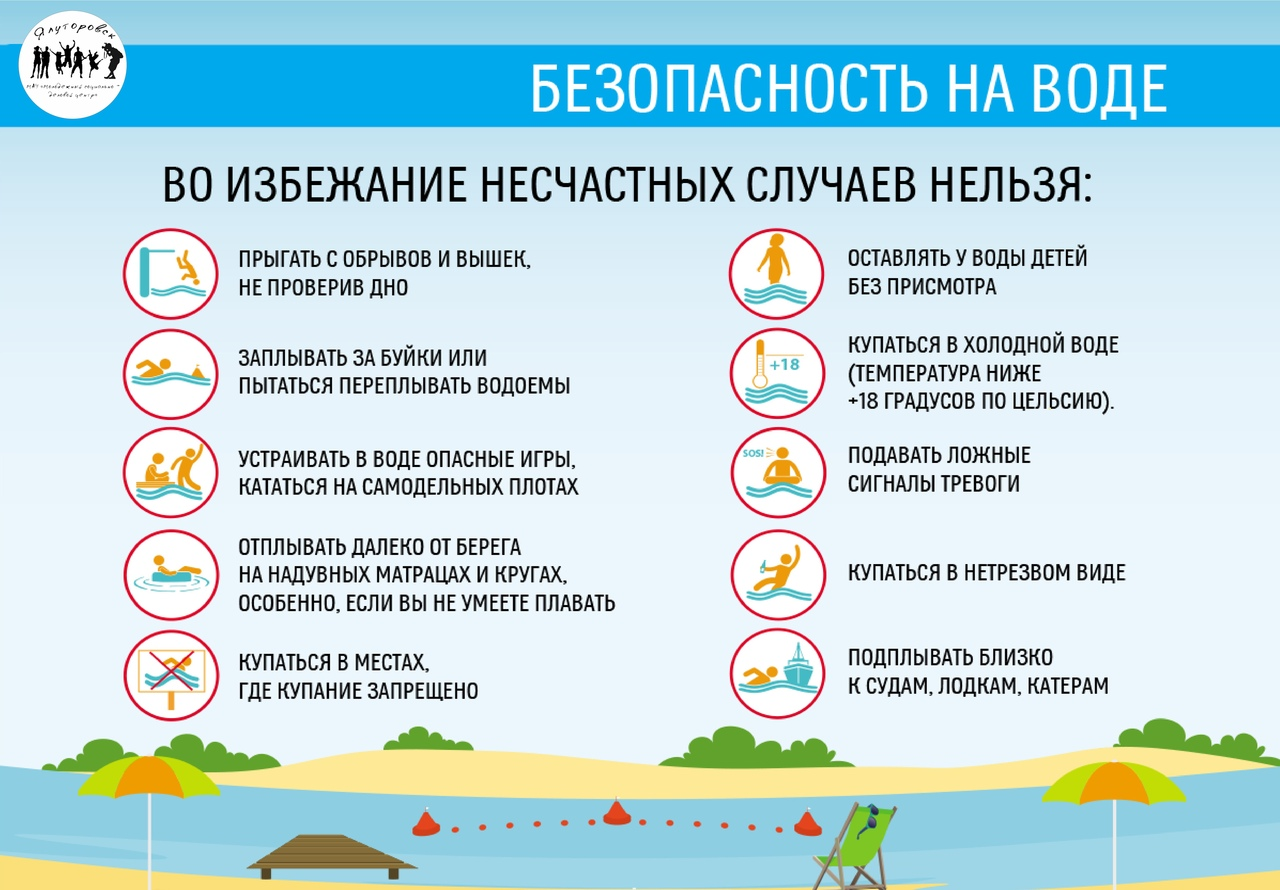 Ялуторовск
БЕЗОПАСНОСТЬ НА ВОДЕ
ВО ИЗБЕЖАНИЕ НЕСЧАСТНЫХ СЛУЧАЕВ НЕЛЬЗЯ:
ПРЫГАТЬ С ОБРЫВОВ И ВЫШЕК,
НЕ ПРОВЕРИВ ДНО
ЗАПЛЫВАТЬ ЗА БУЙКИ ИЛИ
ПЫТАТЬСЯ ПЕРЕПЛЫВАТЬ ВОДОЕМЫ
УСТРАИВАТЬ В ВОДЕ ОПАСНЫЕ ИГРЫ,
КАТАТЬСЯ НА САМОДЕЛЬНЫХ ПЛОТАХ
ОТПЛЫВАТЬ ДАЛЕКО ОТ БЕРЕГА
НА НАДУВНЫХ МАТРАЦАХ И КРУГАХ,
ОСОБЕННО, ЕСЛИ ВЫ НЕ УМЕЕТЕ ПЛАВАТЬ
КУПАТЬСЯ В МЕСТАХ,
ГДЕ КУПАНИЕ ЗАПРЕЩЕНО
ОСТАВЛЯТЬ У ВОДЫ ДЕТЕЙ
БЕЗ ПРИСМОТРА
+18
КУПАТЬСЯ В ХОЛОДНОЙ ВОДЕ
(ТЕМПЕРАТУРА НИЖЕ
+18 ГРАДУСОВ ПО ЦЕЛЬСИЮ).
SOS!
ПОДАВАТЬ ЛОЖНЫЕ
СИГНАЛЫ ТРЕВОГИ
КУПАТЬСЯ В НЕТРЕЗВОМ ВИДЕ
ПОДПЛЫВАТЬ БЛИЗКО
К СУДАМ, ЛОДКАМ, КАТЕРАМ